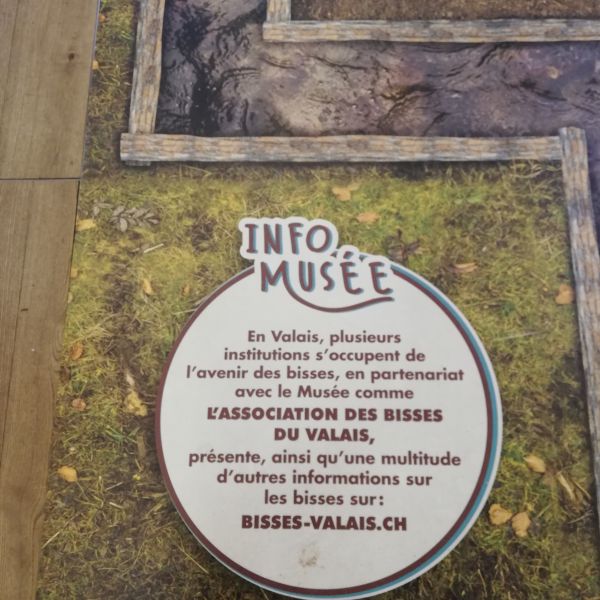 INFO
MUSÉE
En Valais, plusieurs
institutions s'occupent de
l'avenir des bisses, en partenariat
avec le Musée comme
L'ASSOCIATION DES BISSES
DU VALAIS,
présente, ainsi qu'une multitude
d'autres informations sur
les bisses sur:
BISSES-VALAIS.CH